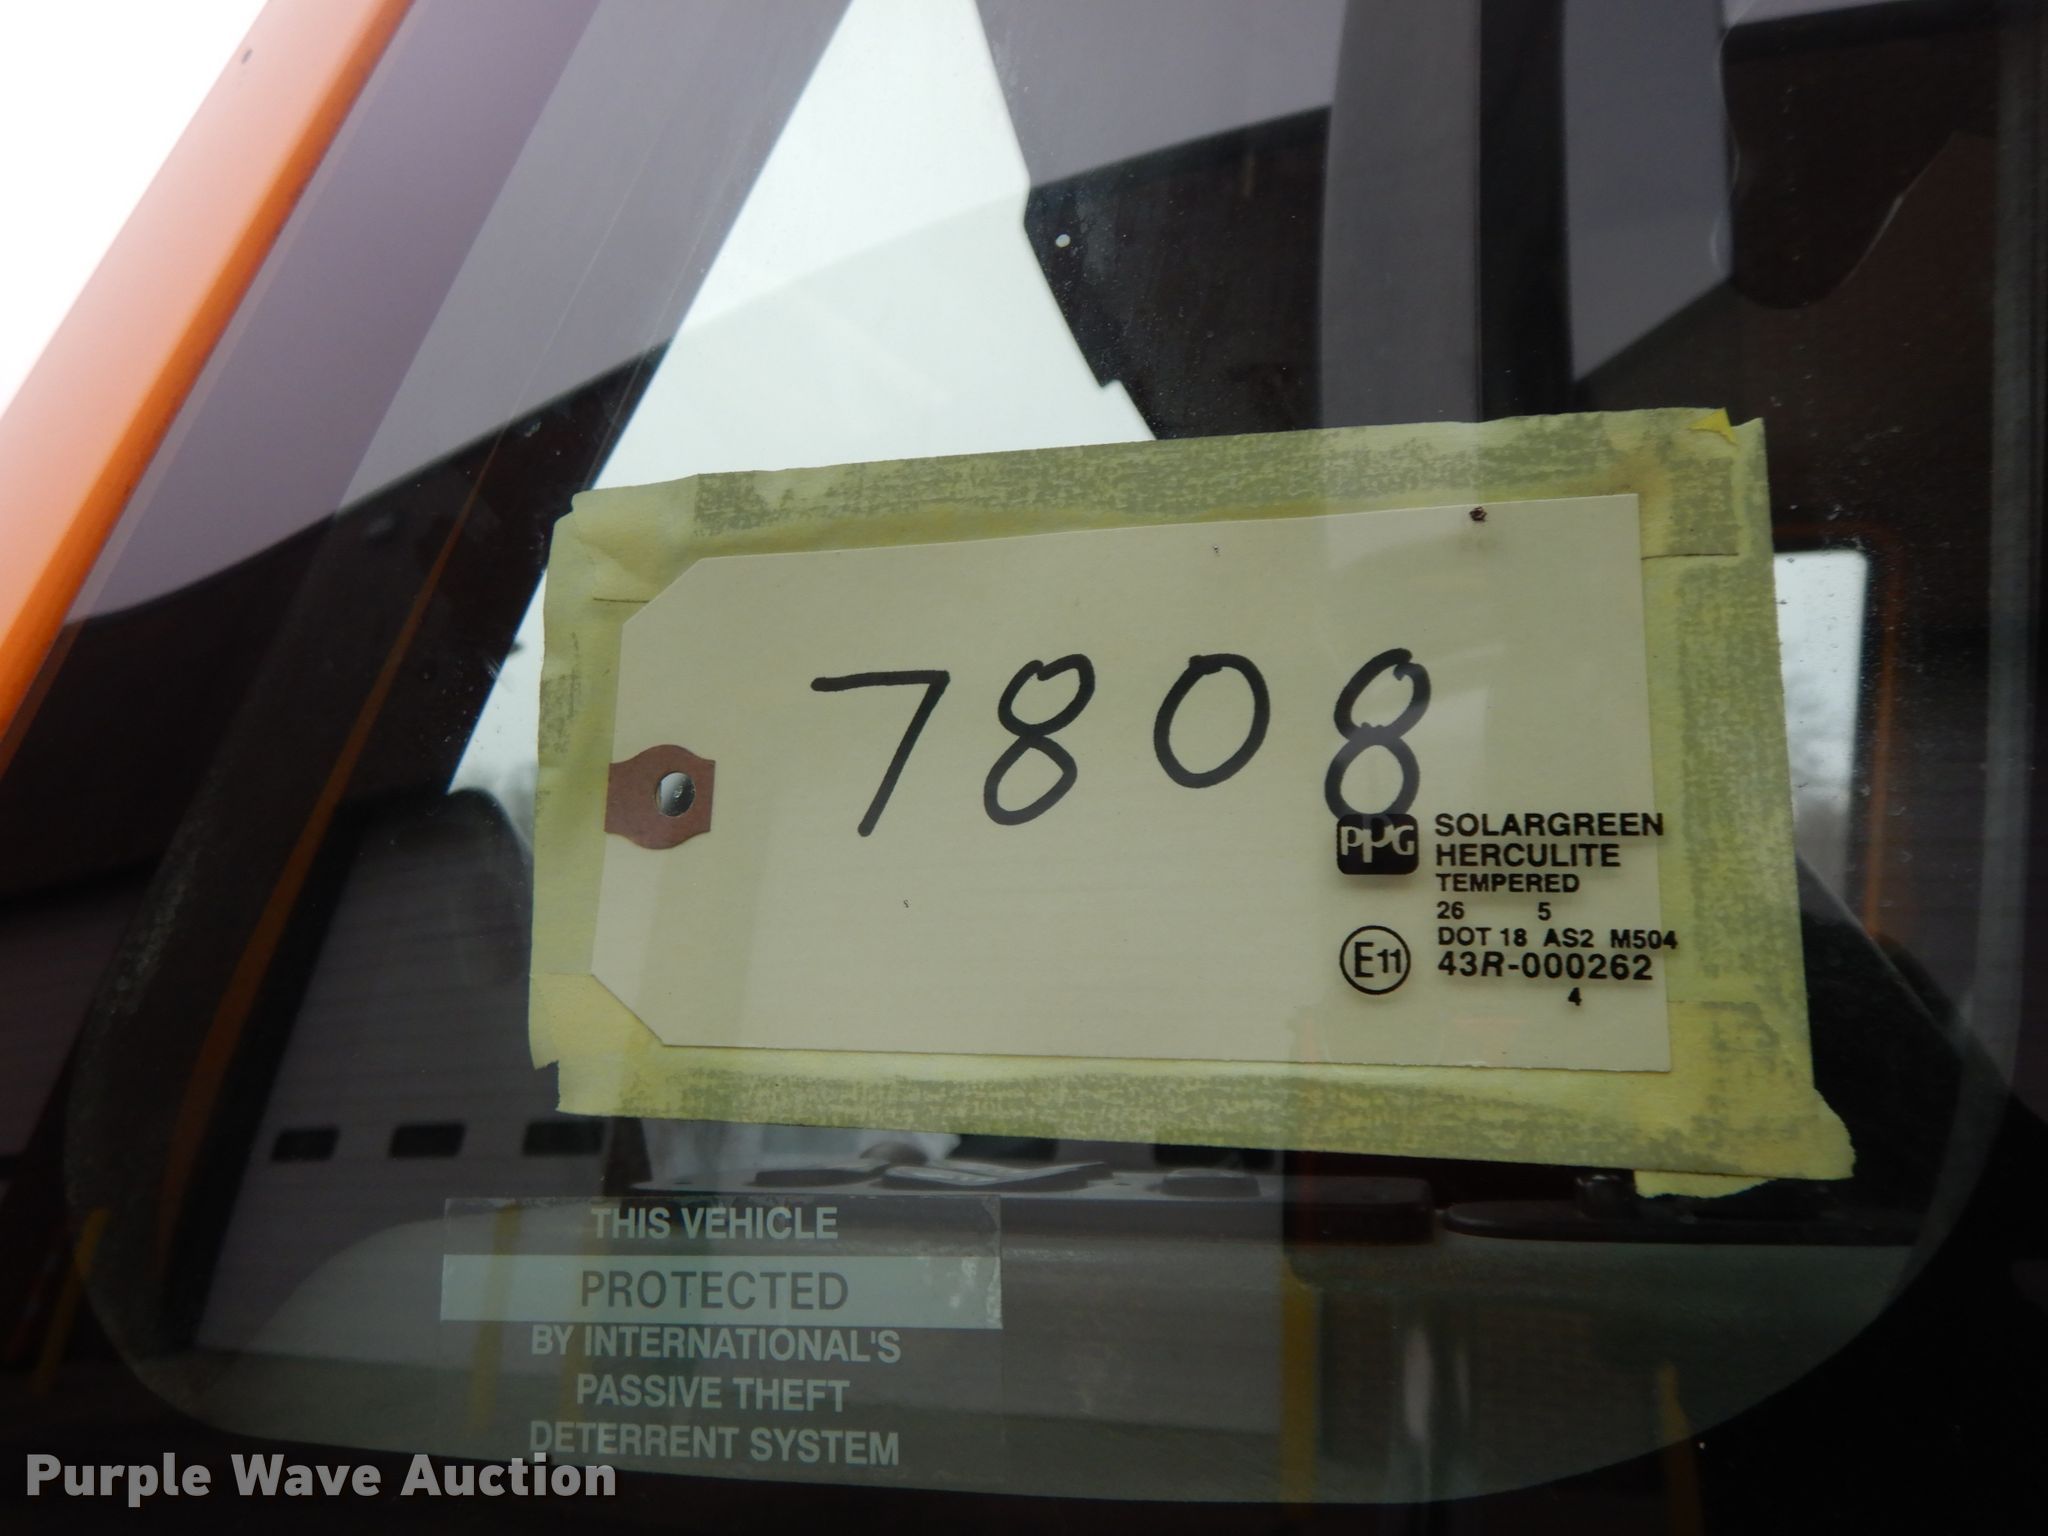 7808
PPG
SOLARGREEN
HERCULITE
TEMPERED
26 5
DOT 18 AS2 M504
E11 43R-000262
4
THIS VEHICLE
PROTECTED
BY INTERNATIONAL'S
PASSIVE THEFT
DETERRENT SYSTEM
Purple Wave Auction